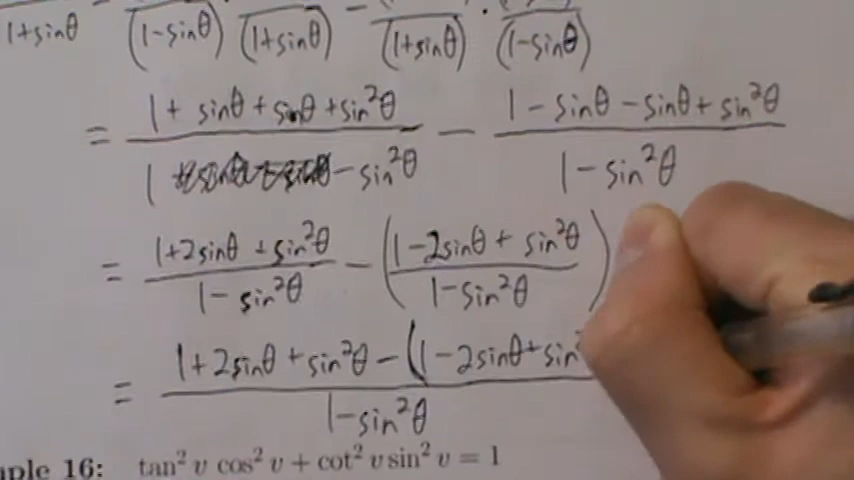 1+sinθ (1-sinθ) (1+sinθ) - (1+sinθ) · (1-sinθ)
= 1 + sinθ + sinθ + sin²θ / 1 - sin²θ - 1 - sinθ - sinθ + sin²θ / 1 - sin²θ
= 1+2sinθ + sin²θ / 1 - sin²θ - (1-2sinθ + sin²θ / 1-sin²θ)
= 1+2sinθ + sin²θ - (1-2sinθ+sin² / 1-sin²θ
16: tan² v cos² v + cot² v sin² v = 1